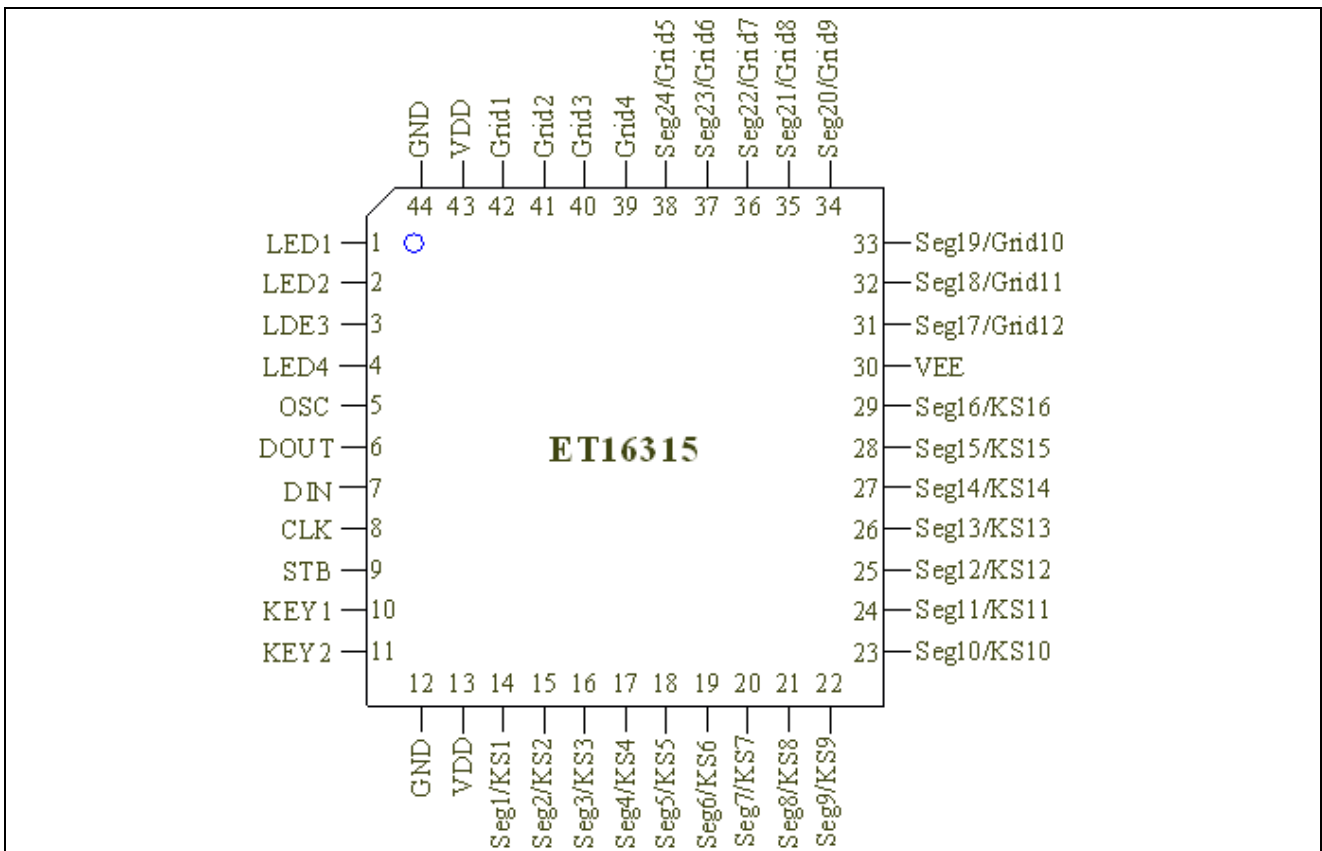 GND
VDD
Grid1
Grid2
Grid3
Grid4
Seg24/Grid5
Seg23/Grid6
Seg22/Grid7
Seg21/Grid8
Seg20/Grid9
44 43 42 41 40 39 38 37 36 35 34
LED1 1
LED2 2
LDE3 3
LED4 4
OSC 5
DOUT 6
DIN 7
CLK 8
STB 9
KEY1 10
KEY2 11
ET16315
33 Seg19/Grid10
32 Seg18/Grid11
31 Seg17/Grid12
30 VEE
29 Seg16/KS16
28 Seg15/KS15
27 Seg14/KS14
26 Seg13/KS13
25 Seg12/KS12
24 Seg11/KS11
23 Seg10/KS10
12 13 14 15 16 17 18 19 20 21 22
GND
VDD
Seg1/KS1
Seg2/KS2
Seg3/KS3
Seg4/KS4
Seg5/KS5
Seg6/KS6
Seg7/KS7
Seg8/KS8
Seg9/KS9